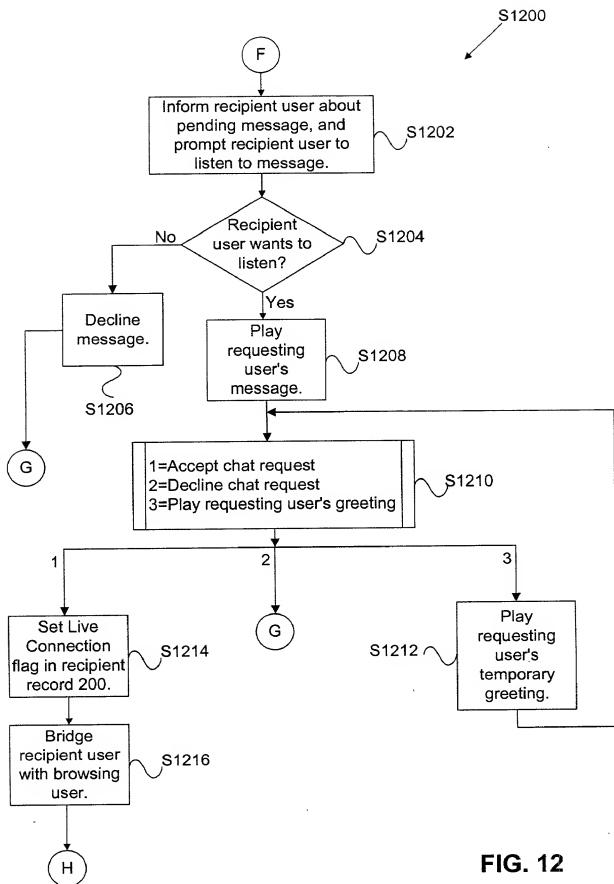 S1200
F
Inform recipient user about
pending message, and
prompt recipient user to
listen to message.
S1202
Recipient
user wants to
listen?
S1204
No
Yes
Decline
message.
S1206
G
Play
requesting
user's
message.
S1208
1=Accept chat request
2=Decline chat request
3=Play requesting user's greeting
S1210
1
2
3
Set Live
Connection
flag in recipient
record 200.
S1214
G
S1212
Play
requesting
user's
temporary
greeting.
Bridge
recipient user
with browsing
user.
S1216
H
FIG. 12